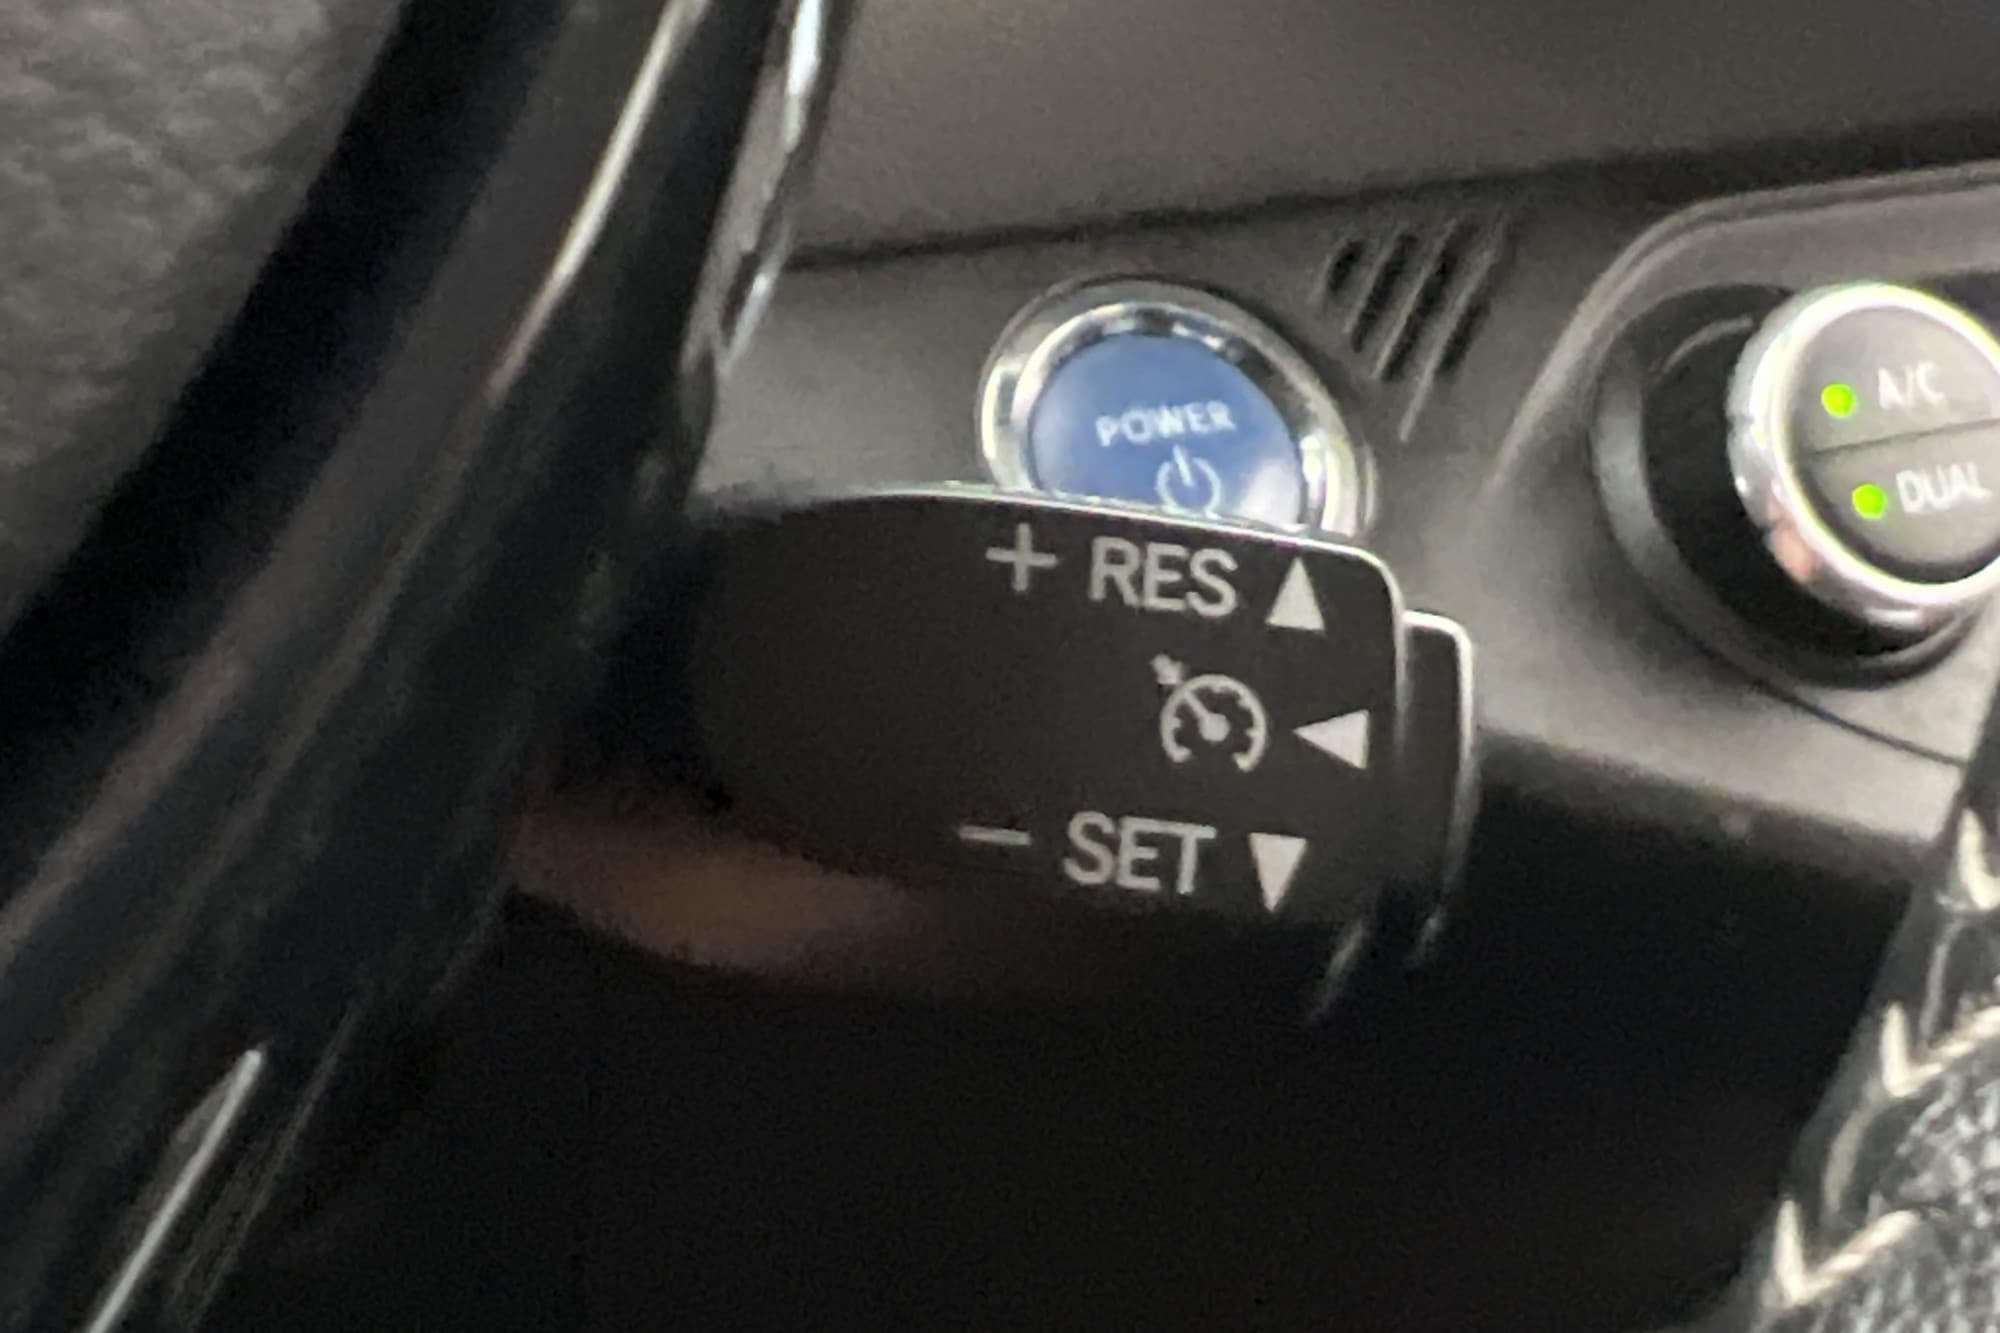 POWER
A/C
DUAL
+ RES ▲
◀
− SET ▼